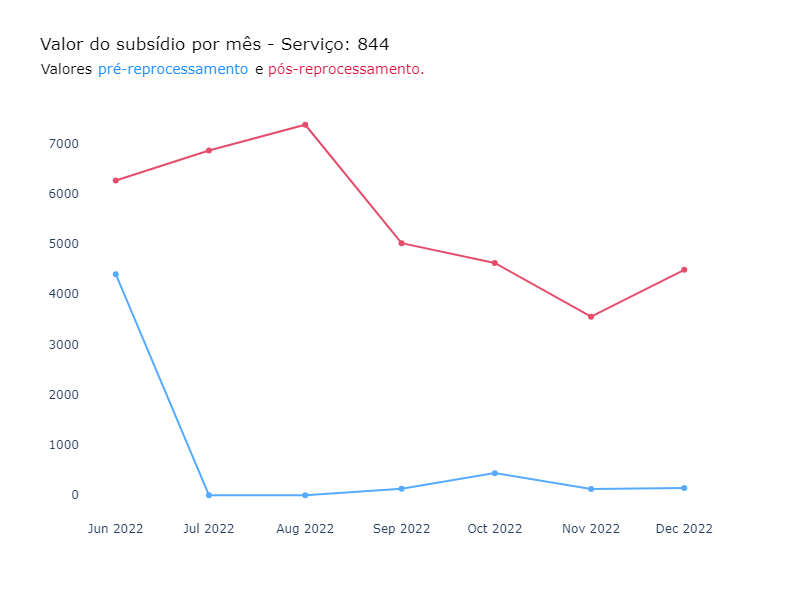 Valor do subsídio por mês - Serviço: 844
Valores pré-reprocessamento e pós-reprocessamento.
7000
6000
5000
4000
3000
2000
1000
0
Jun 2022 Jul 2022 Aug 2022 Sep 2022 Oct 2022 Nov 2022 Dec 2022